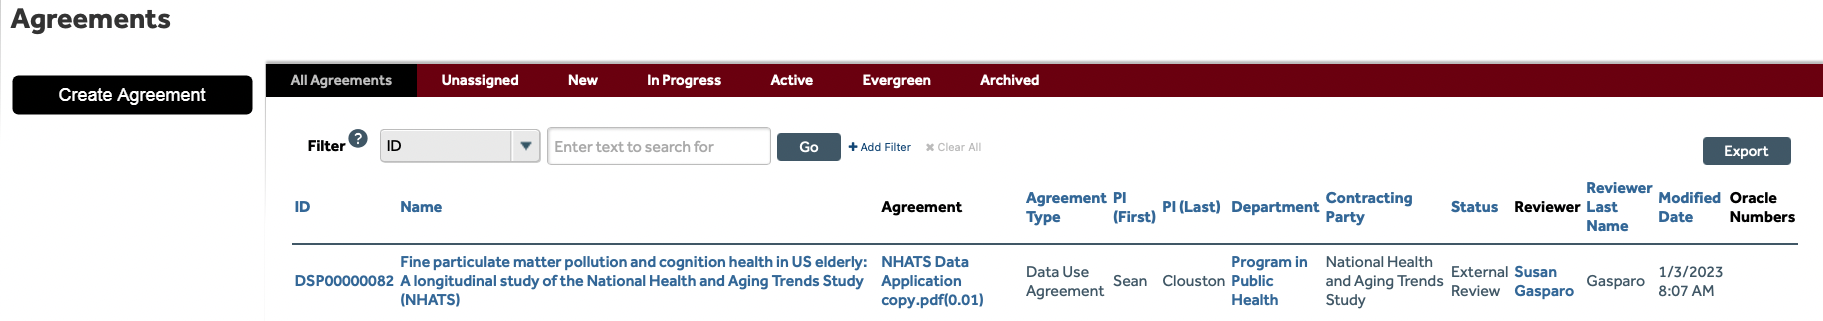 Agreements
Create Agreement
All Agreements Unassigned New In Progress Active Evergreen Archived
Filter ? ID Enter text to search for Go + Add Filter ✖ Clear All
Export
ID Name Agreement Agreement Type PI (First) PI (Last) Department Contracting Party Status Reviewer Reviewer Last Name Modified Date Oracle Numbers
DSP00000082
Fine particulate matter pollution and cognition health in US elderly:
A longitudinal study of the National Health and Aging Trends Study
(NHATS)
NHATS Data
Application
copy.pdf(0.01)
Data Use
Agreement
Sean
Clouston
Program in
Public
Health
National Health
and Aging Trends
Study
External
Review
Susan
Gasparo
Gasparo
1/3/2023
8:07 AM